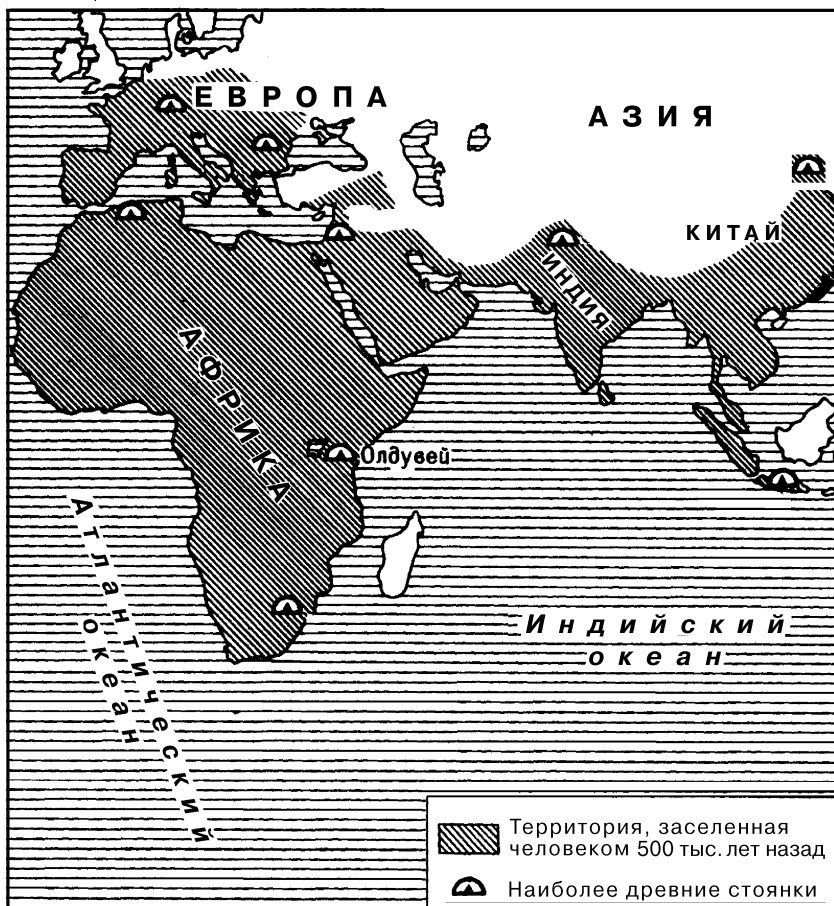 ЕВРОПА
АЗИЯ
КИТАЙ
ИНДИЯ
АФРИКА
Олдувей
Атлантический
океан
Индийский
океан
Территория, заселенная
человеком 500 тыс. лет назад
Наиболее древние стоянки